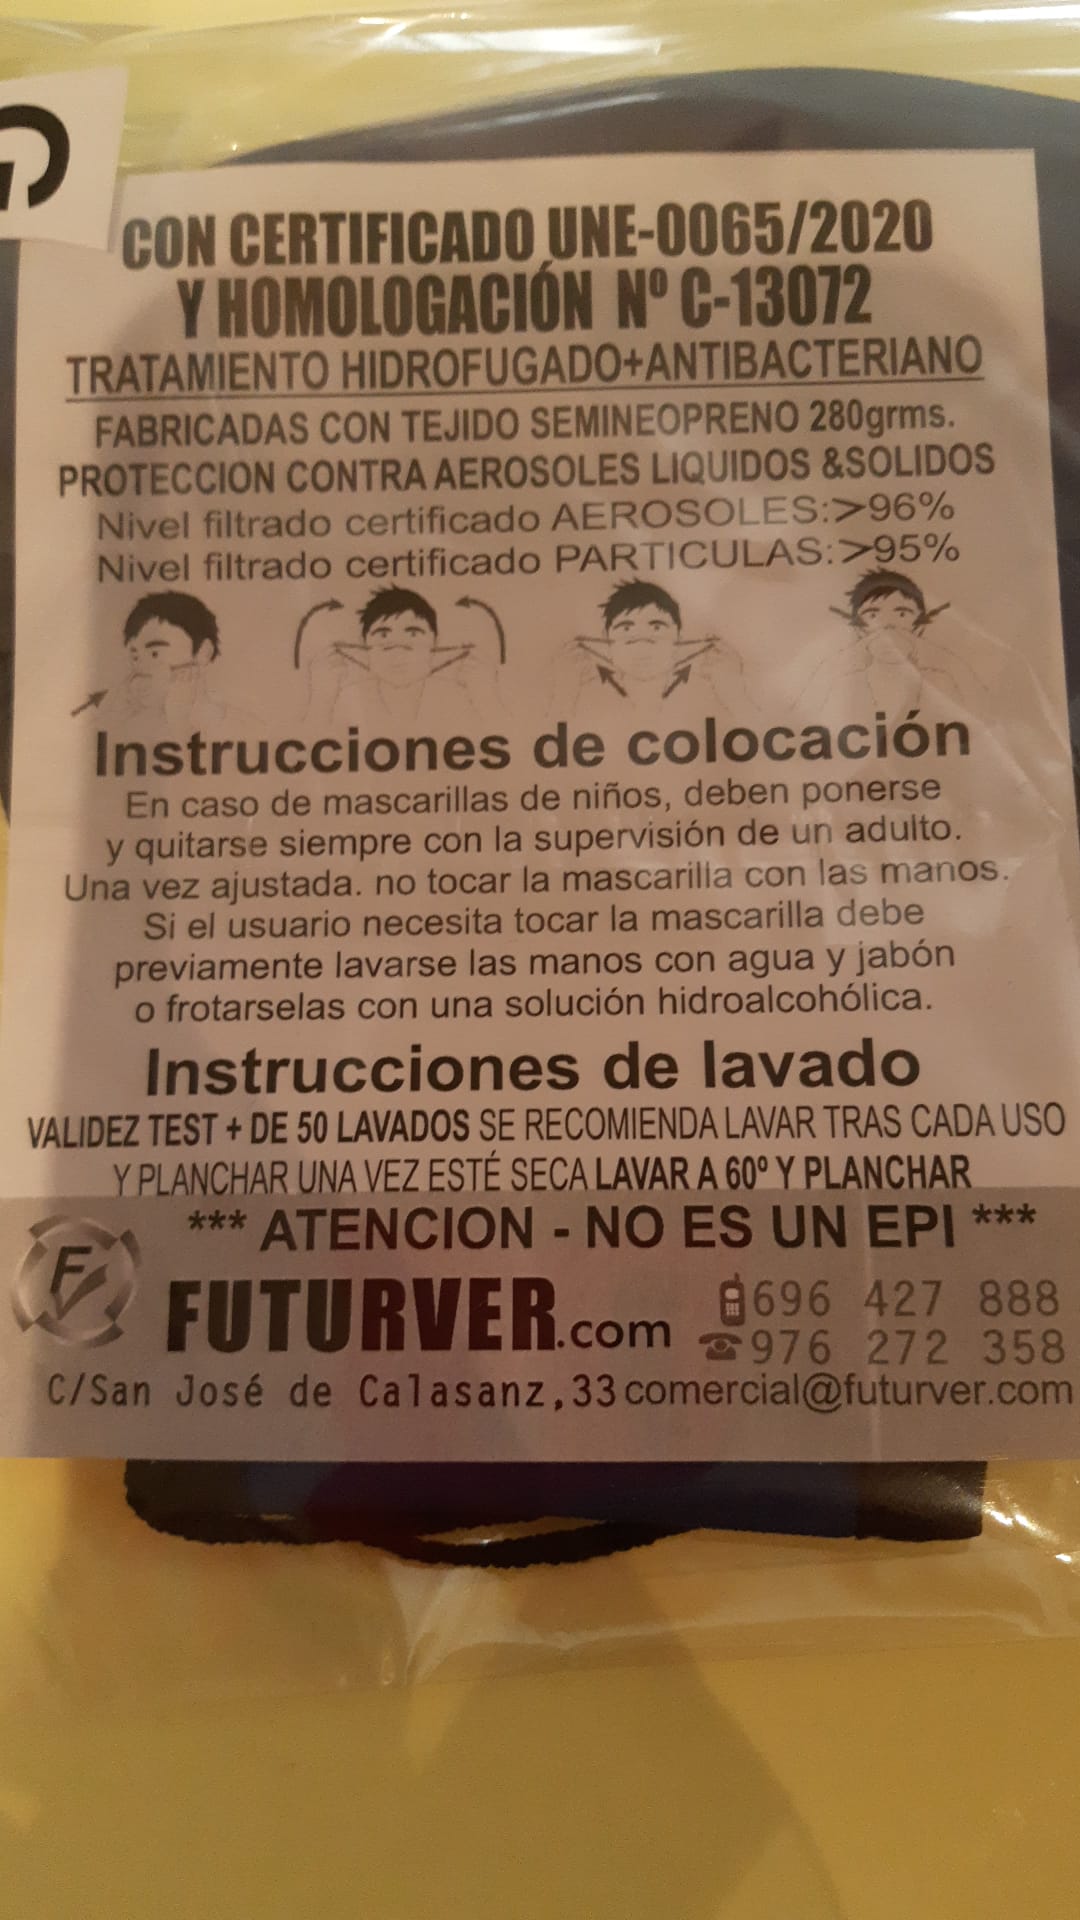 G
CON CERTIFICADO UNE-0065/2020
Y HOMOLOGACIÓN Nº C-13072
TRATAMIENTO HIDROFUGADO+ANTIBACTERIANO
FABRICADAS CON TEJIDO SEMINEOPRENO 280grms.
PROTECCION CONTRA AEROSOLES LIQUIDOS &SOLIDOS
Nivel filtrado certificado AEROSOLES:>96%
Nivel filtrado certificado PARTICULAS:>95%
Instrucciones de colocación
En caso de mascarillas de niños, deben ponerse
y quitarse siempre con la supervisión de un adulto.
Una vez ajustada. no tocar la mascarilla con las manos.
Si el usuario necesita tocar la mascarilla debe
previamente lavarse las manos con agua y jabón
o frotarselas con una solución hidroalcohólica.
Instrucciones de lavado
VALIDEZ TEST + DE 50 LAVADOS SE RECOMIENDA LAVAR TRAS CADA USO
Y PLANCHAR UNA VEZ ESTÉ SECA LAVAR A 60º Y PLANCHAR
*** ATENCION - NO ES UN EPI ***
F
FUTURVER.com
696 427 888
976 272 358
C/San José de Calasanz,33 comercial@futurver.com